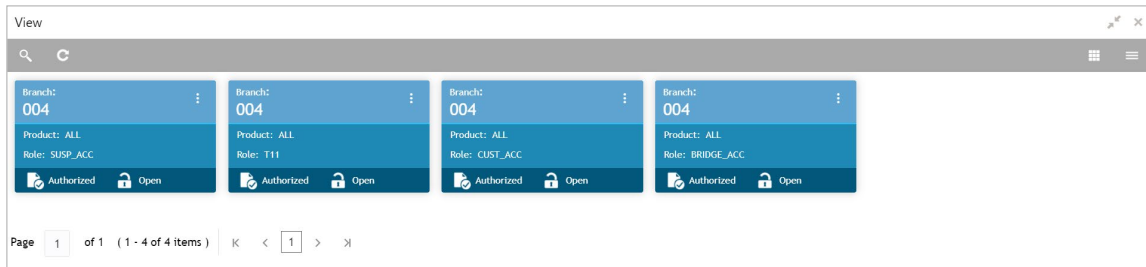 View
Branch:
004
Product: ALL
Role: SUSP_ACC
Authorized Open
Branch:
004
Product: ALL
Role: T11
Authorized Open
Branch:
004
Product: ALL
Role: CUST_ACC
Authorized Open
Branch:
004
Product: ALL
Role: BRIDGE_ACC
Authorized Open
Page 1 of 1 ( 1 - 4 of 4 items ) 1